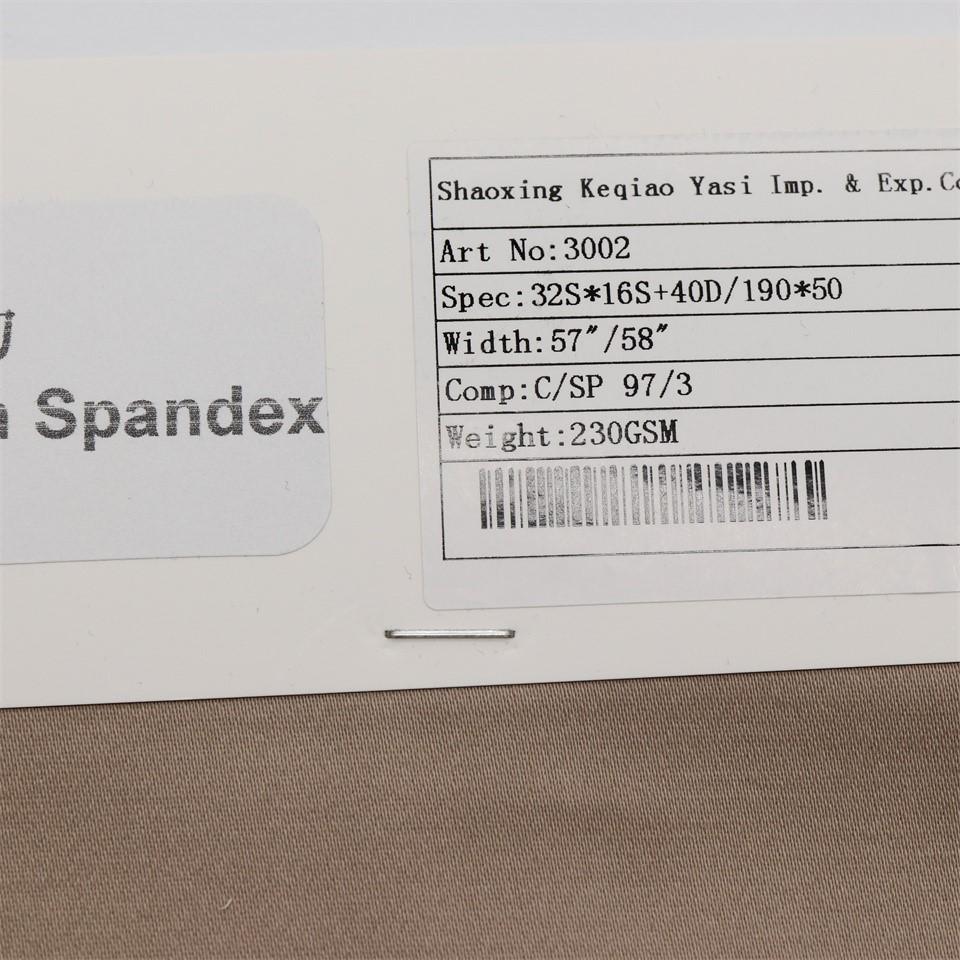 Spandex
Shaoxing Keqiao Yasi Imp. & Exp.Co
Art No:3002
Spec:32S*16S+40D/190*50
Width:57″/58″
Comp:C/SP 97/3
Weight:230GSM